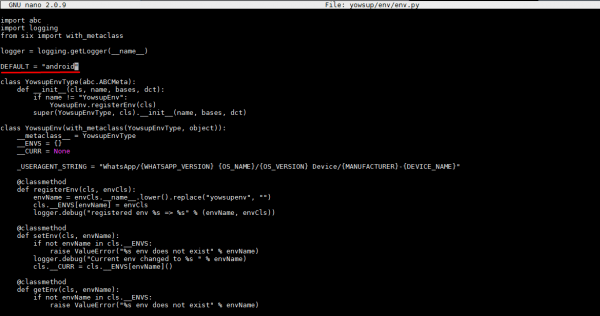 GNU nano 2.0.9 File: yowsup/env/env.py
import abc
import logging
from six import with_metaclass
logger = logging.getLogger(__name__)
DEFAULT = "android"
class YowsupEnvType(abc.ABCMeta):
    def __init__(cls, name, bases, dct):
        if name != "YowsupEnv":
            YowsupEnv.registerEnv(cls)
        super(YowsupEnvType, cls).__init__(name, bases, dct)
class YowsupEnv(with_metaclass(YowsupEnvType, object)):
    __metaclass__ = YowsupEnvType
    __ENVS = {}
    __CURR = None
    _USERAGENT_STRING = "WhatsApp/{WHATSAPP_VERSION} {OS_NAME}/{OS_VERSION} Device/{MANUFACTURER}-{DEVICE_NAME}"
    @classmethod
    def registerEnv(cls, envCls):
        envName = envCls.__name__.lower().replace("yowsupenv", "")
        cls.__ENVS[envName] = envCls
        logger.debug("registered env %s => %s" % (envName, envCls))
    @classmethod
    def setEnv(cls, envName):
        if not envName in cls.__ENVS:
            raise ValueError("%s env does not exist" % envName)
        logger.debug("Current env changed to %s " % envName)
        cls.__CURR = cls.__ENVS[envName]()
    @classmethod
    def getEnv(cls, envName):
        if not envName in cls.__ENVS:
            raise ValueError("%s env does not exist" % envName)